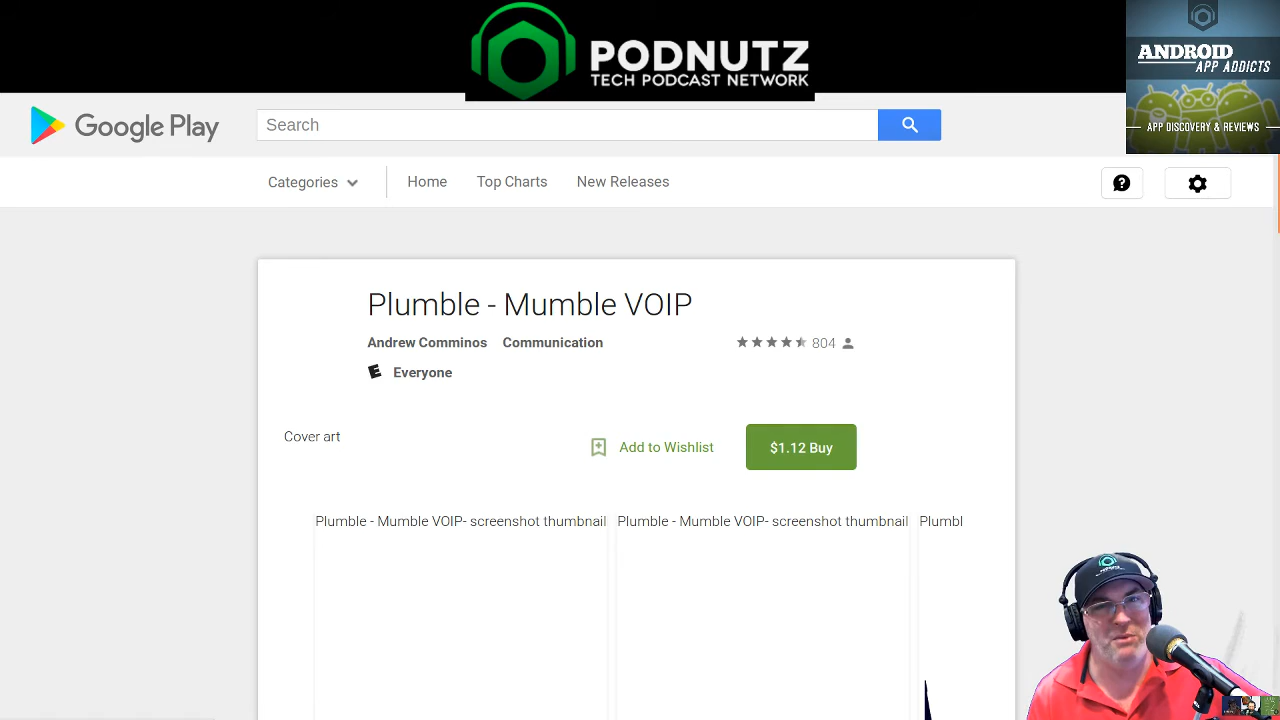 PODNUTZ
TECH PODCAST NETWORK
ANDROID
APP ADDICTS
APP DISCOVERY & REVIEWS
Google Play
Search
Categories
Home
Top Charts
New Releases
Plumble - Mumble VOIP
Andrew Comminos
Communication
804
E
Everyone
Cover art
Add to Wishlist
$1.12 Buy
Plumble - Mumble VOIP- screenshot thumbnail
Plumble - Mumble VOIP- screenshot thumbnail
Plumbl